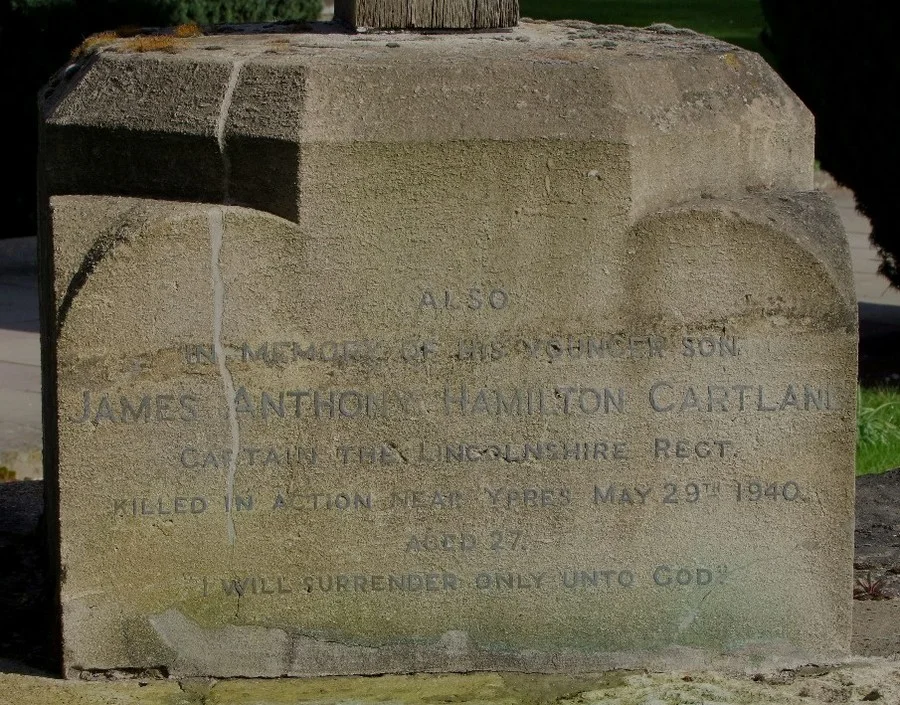 ALSO
IN MEMORY OF HIS YOUNGER SON
JAMES ANTHONY HAMILTON CARTLAN
CAPTAIN THE LINCOLNSHIRE REGT.
KILLED IN ACTION NEAR YPRES MAY 29TH 1940.
AGED 27.
"I WILL SURRENDER ONLY UNTO GOD"